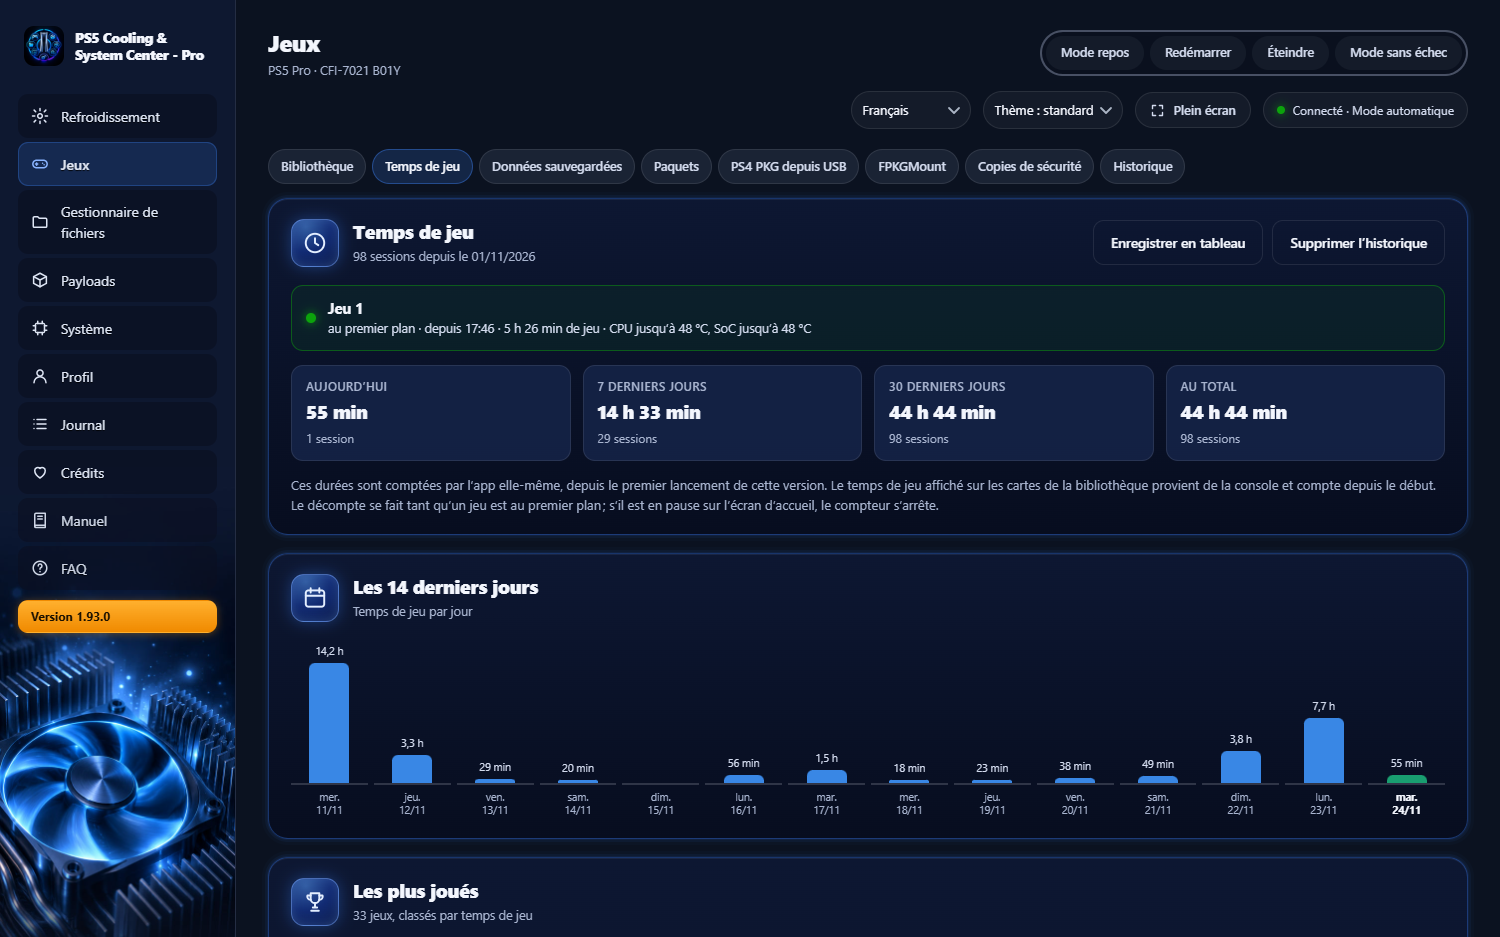 PS5 Cooling &
System Center - Pro
Refroidissement
Jeux
Gestionnaire de
fichiers
Payloads
Système
Profil
Journal
Crédits
Manuel
FAQ
Version 1.93.0
Jeux
PS5 Pro · CFI-7021 B01Y
Mode repos
Redémarrer
Éteindre
Mode sans échec
Français
Thème : standard
Plein écran
Connecté · Mode automatique
Bibliothèque
Temps de jeu
Données sauvegardées
Paquets
PS4 PKG depuis USB
FPKGMount
Copies de sécurité
Historique
Temps de jeu
98 sessions depuis le 01/11/2026
Enregistrer en tableau
Supprimer l’historique
Jeu 1
au premier plan · depuis 17:46 · 5 h 26 min de jeu · CPU jusqu’à 48 °C, SoC jusqu’à 48 °C
AUJOURD’HUI
55 min
1 session
7 DERNIERS JOURS
14 h 33 min
29 sessions
30 DERNIERS JOURS
44 h 44 min
98 sessions
AU TOTAL
44 h 44 min
98 sessions
Ces durées sont comptées par l’app elle-même, depuis le premier lancement de cette version. Le temps de jeu affiché sur les cartes de la bibliothèque provient de la console et compte depuis le début.
Le décompte se fait tant qu’un jeu est au premier plan ; s’il est en pause sur l’écran d’accueil, le compteur s’arrête.
Les 14 derniers jours
Temps de jeu par jour
14,2 h
3,3 h
29 min
20 min
56 min
1,5 h
18 min
23 min
38 min
49 min
3,8 h
7,7 h
55 min
mer.
11/11
jeu.
12/11
ven.
13/11
sam.
14/11
dim.
15/11
lun.
16/11
mar.
17/11
mer.
18/11
jeu.
19/11
ven.
20/11
sam.
21/11
dim.
22/11
lun.
23/11
mar.
24/11
Les plus joués
33 jeux, classés par temps de jeu